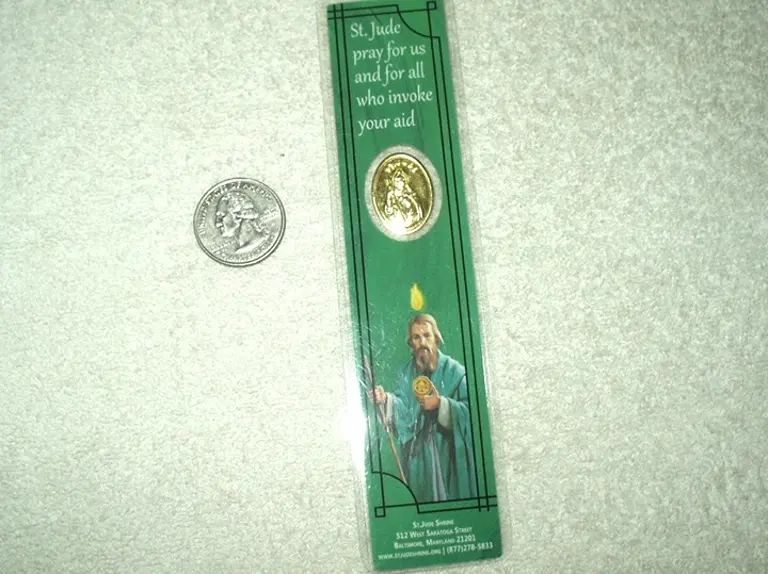 St. Jude
pray for us
and for all
who invoke
your aid
St. Jude Shrine
512 West Saratoga Street
Baltimore, Maryland 21201
www.stjudeshrine.org | (877)278-5833